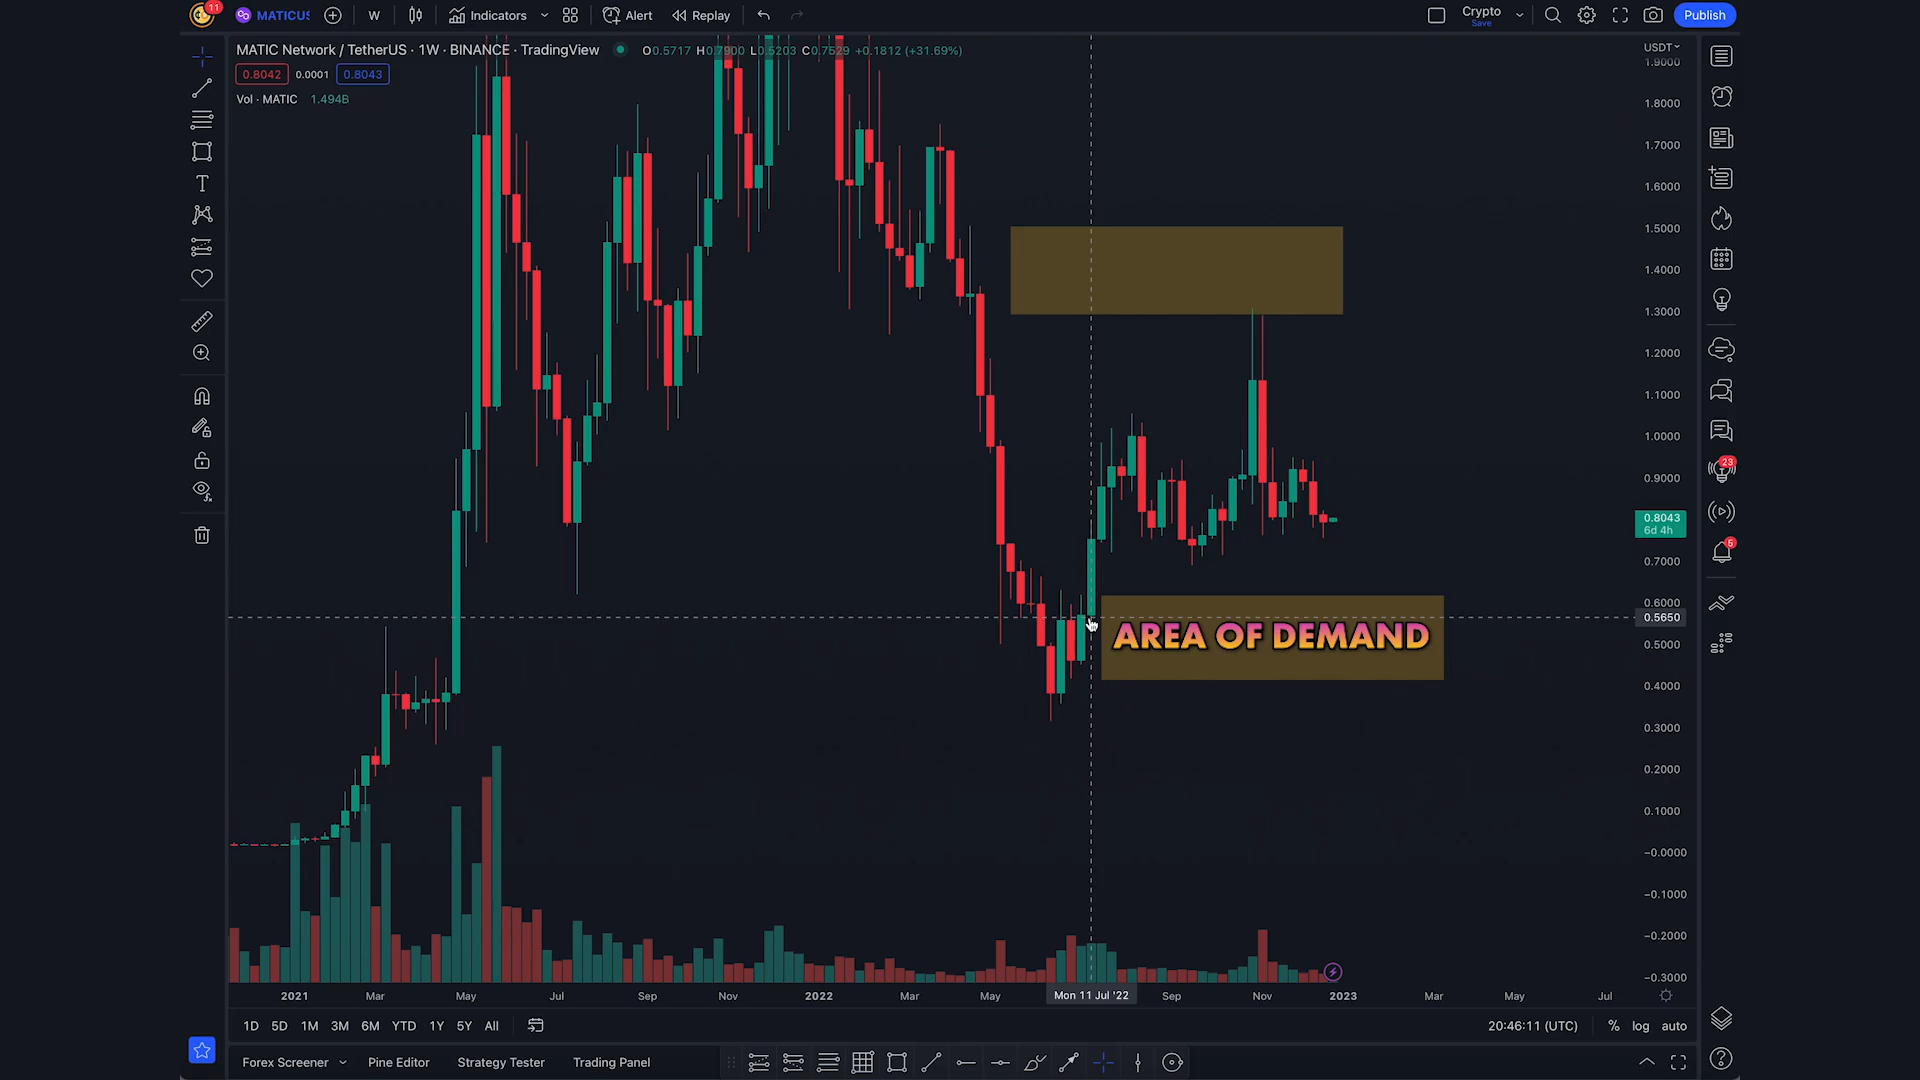 11 MATICUS W Indicators Alert Replay Crypto Save Publish
MATIC Network / TetherUS · 1W · BINANCE · TradingView O0.5717 H0.7900 L0.5203 C0.7529 +0.1812 (+31.69%)
0.8042 0.0001 0.8043
Vol · MATIC 1.494B
USDT
1.9000
1.8000
1.7000
1.6000
1.5000
1.4000
1.3000
1.2000
1.1000
1.0000
0.9000
0.8043
6d 4h
0.7000
0.6000
0.5650
0.5000
0.4000
0.3000
0.2000
0.1000
−0.0000
−0.1000
−0.2000
−0.3000
AREA OF DEMAND
23
5
2021 Mar May Jul Sep Nov 2022 Mar May Mon 11 Jul '22 Sep Nov 2023 Mar May Jul
1D 5D 1M 3M 6M YTD 1Y 5Y All 20:46:11 (UTC) % log auto
Forex Screener Pine Editor Strategy Tester Trading Panel